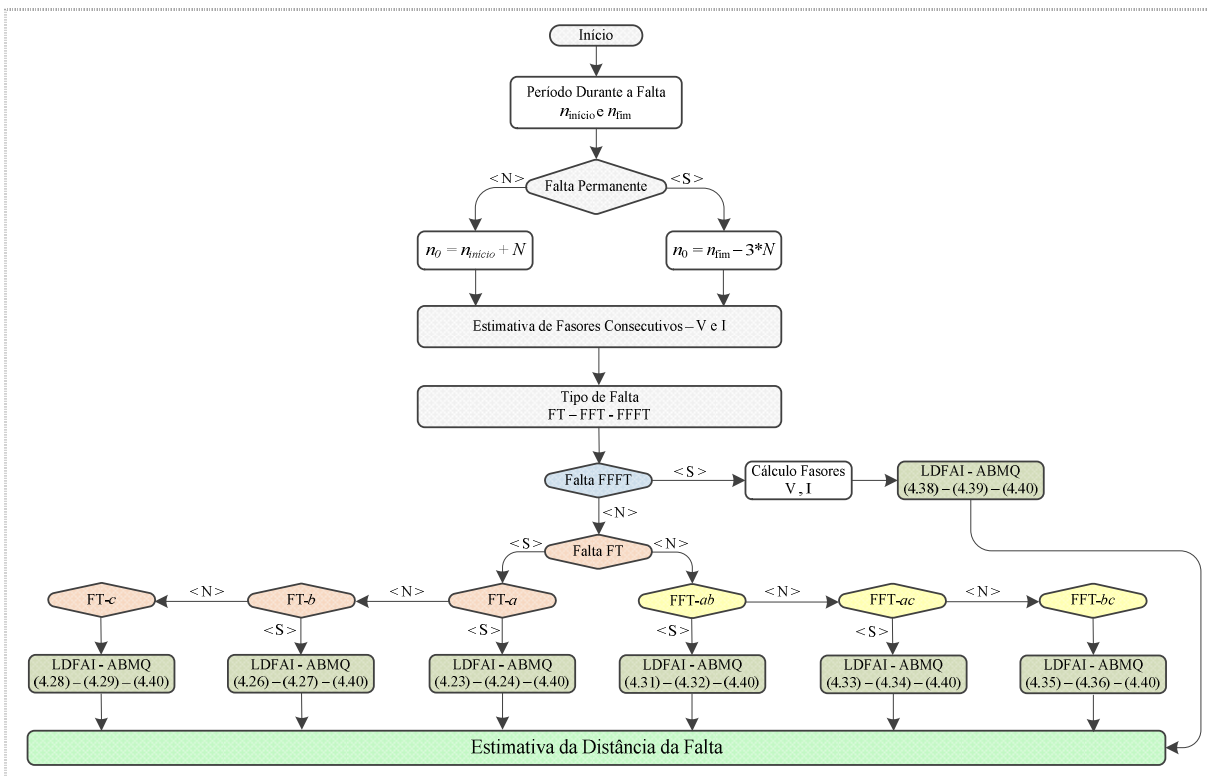 Início
Período Durante a Falta
n_início e n_fim
Falta Permanente
<N>
<S>
n_0 = n_início + N
n_0 = n_fim – 3*N
Estimativa de Fasores Consecutivos – V e I
Tipo de Falta
FT – FFT - FFFT
Falta FFFT
<S>
Cálculo Fasores
V , I
LDFAI - ABMQ
(4.38) – (4.39) – (4.40)
<N>
Falta FT
<S>
<N>
FT-c
<N>
FT-b
<N>
FT-a
FFT-ab
<N>
FFT-ac
<N>
FFT-bc
<S>
<S>
<S>
<S>
LDFAI - ABMQ
(4.28) – (4.29) – (4.40)
LDFAI - ABMQ
(4.26) – (4.27) – (4.40)
LDFAI - ABMQ
(4.23) – (4.24) – (4.40)
LDFAI - ABMQ
(4.31) – (4.32) – (4.40)
LDFAI - ABMQ
(4.33) – (4.34) – (4.40)
LDFAI - ABMQ
(4.35) – (4.36) – (4.40)
Estimativa da Distância da Falta